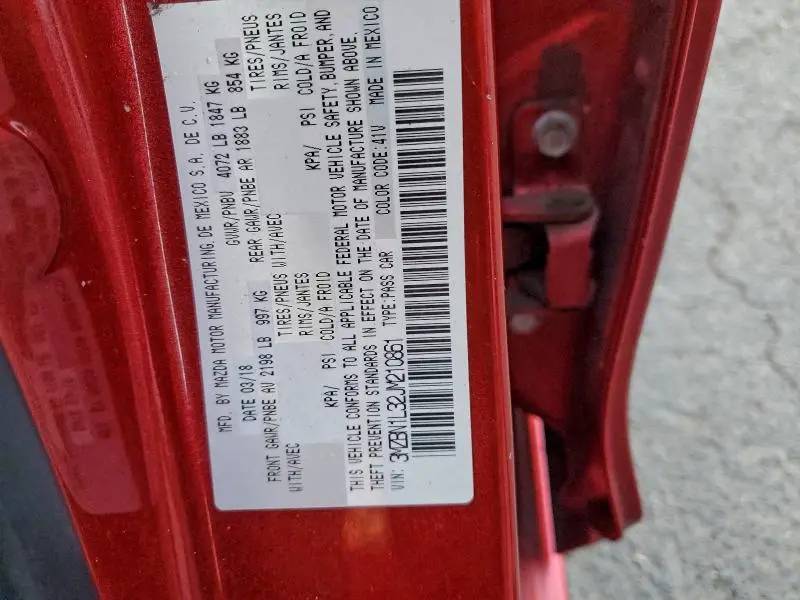 MFD. BY MAZDA MOTOR MANUFACTURING DE MEXICO S.A. DE C.V.
DATE 03/18 GVWR/PNBV 4072 LB 1847 KG
FRONT GAWR/PNBE AV 2198 LB 997 KG REAR GAWR/PNBE AR 1883 LB 854 KG
WITH/AVEC TIRES/PNEUS WITH/AVEC TIRES/PNEUS
RIMS/JANTES RIMS/JANTES
KPA/ PSI COLD/A FROID KPA/ PSI COLD/A FROID
THIS VEHICLE CONFORMS TO ALL APPLICABLE FEDERAL MOTOR VEHICLE SAFETY, BUMPER, AND
THEFT PREVENTION STANDARDS IN EFFECT ON THE DATE OF MANUFACTURE SHOWN ABOVE.
VIN: 3MZBN1L32JM210861 TYPE:PASS CAR COLOR CODE:41V MADE IN MEXICO